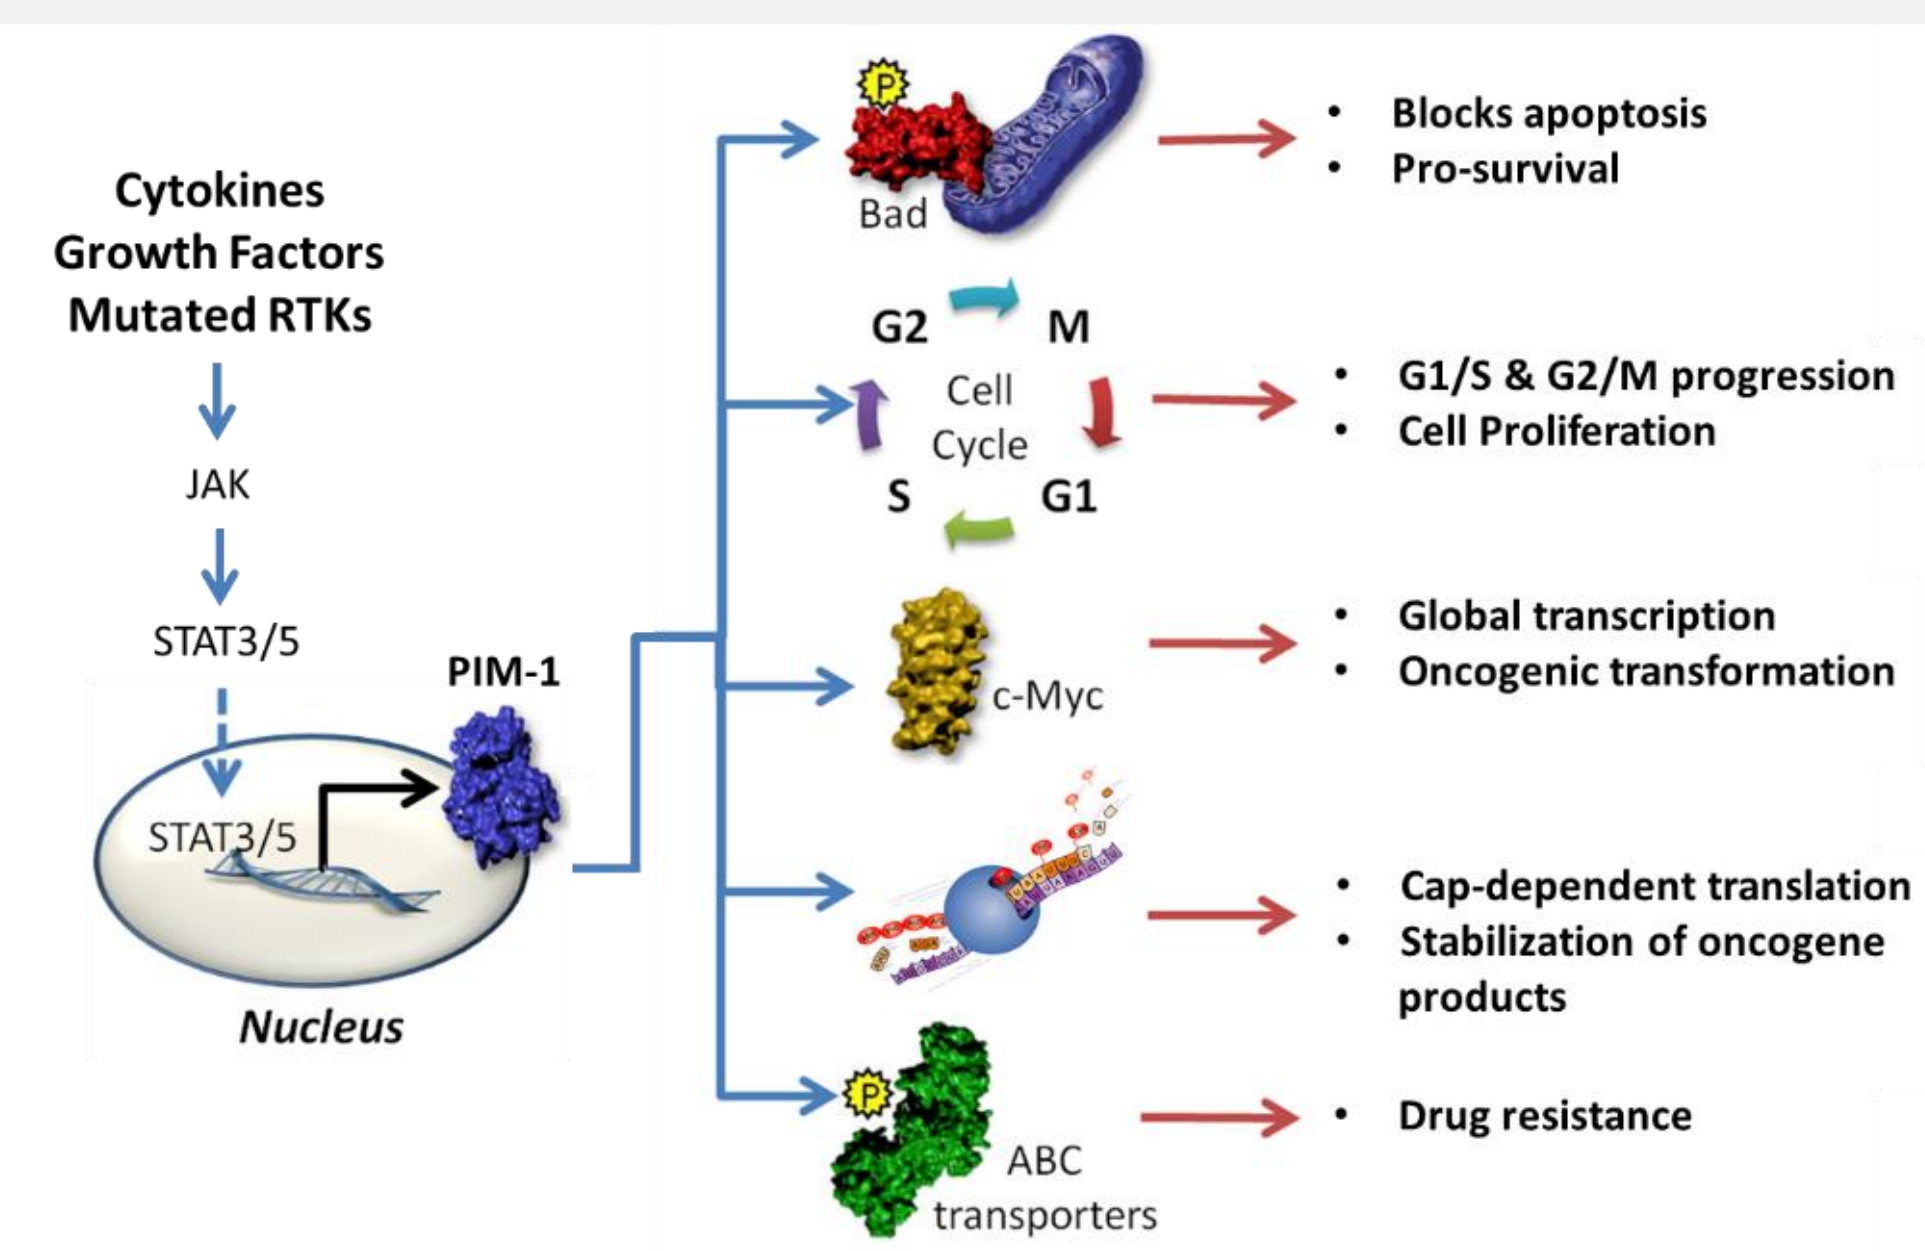 Cytokines
Growth Factors
Mutated RTKs
JAK
STAT3/5
PIM-1
STAT3/5
Nucleus
P
Bad
• Blocks apoptosis
• Pro-survival
G2
M
Cell
Cycle
S
G1
• G1/S & G2/M progression
• Cell Proliferation
c-Myc
• Global transcription
• Oncogenic transformation
• Cap-dependent translation
• Stabilization of oncogene
products
P
ABC
transporters
• Drug resistance